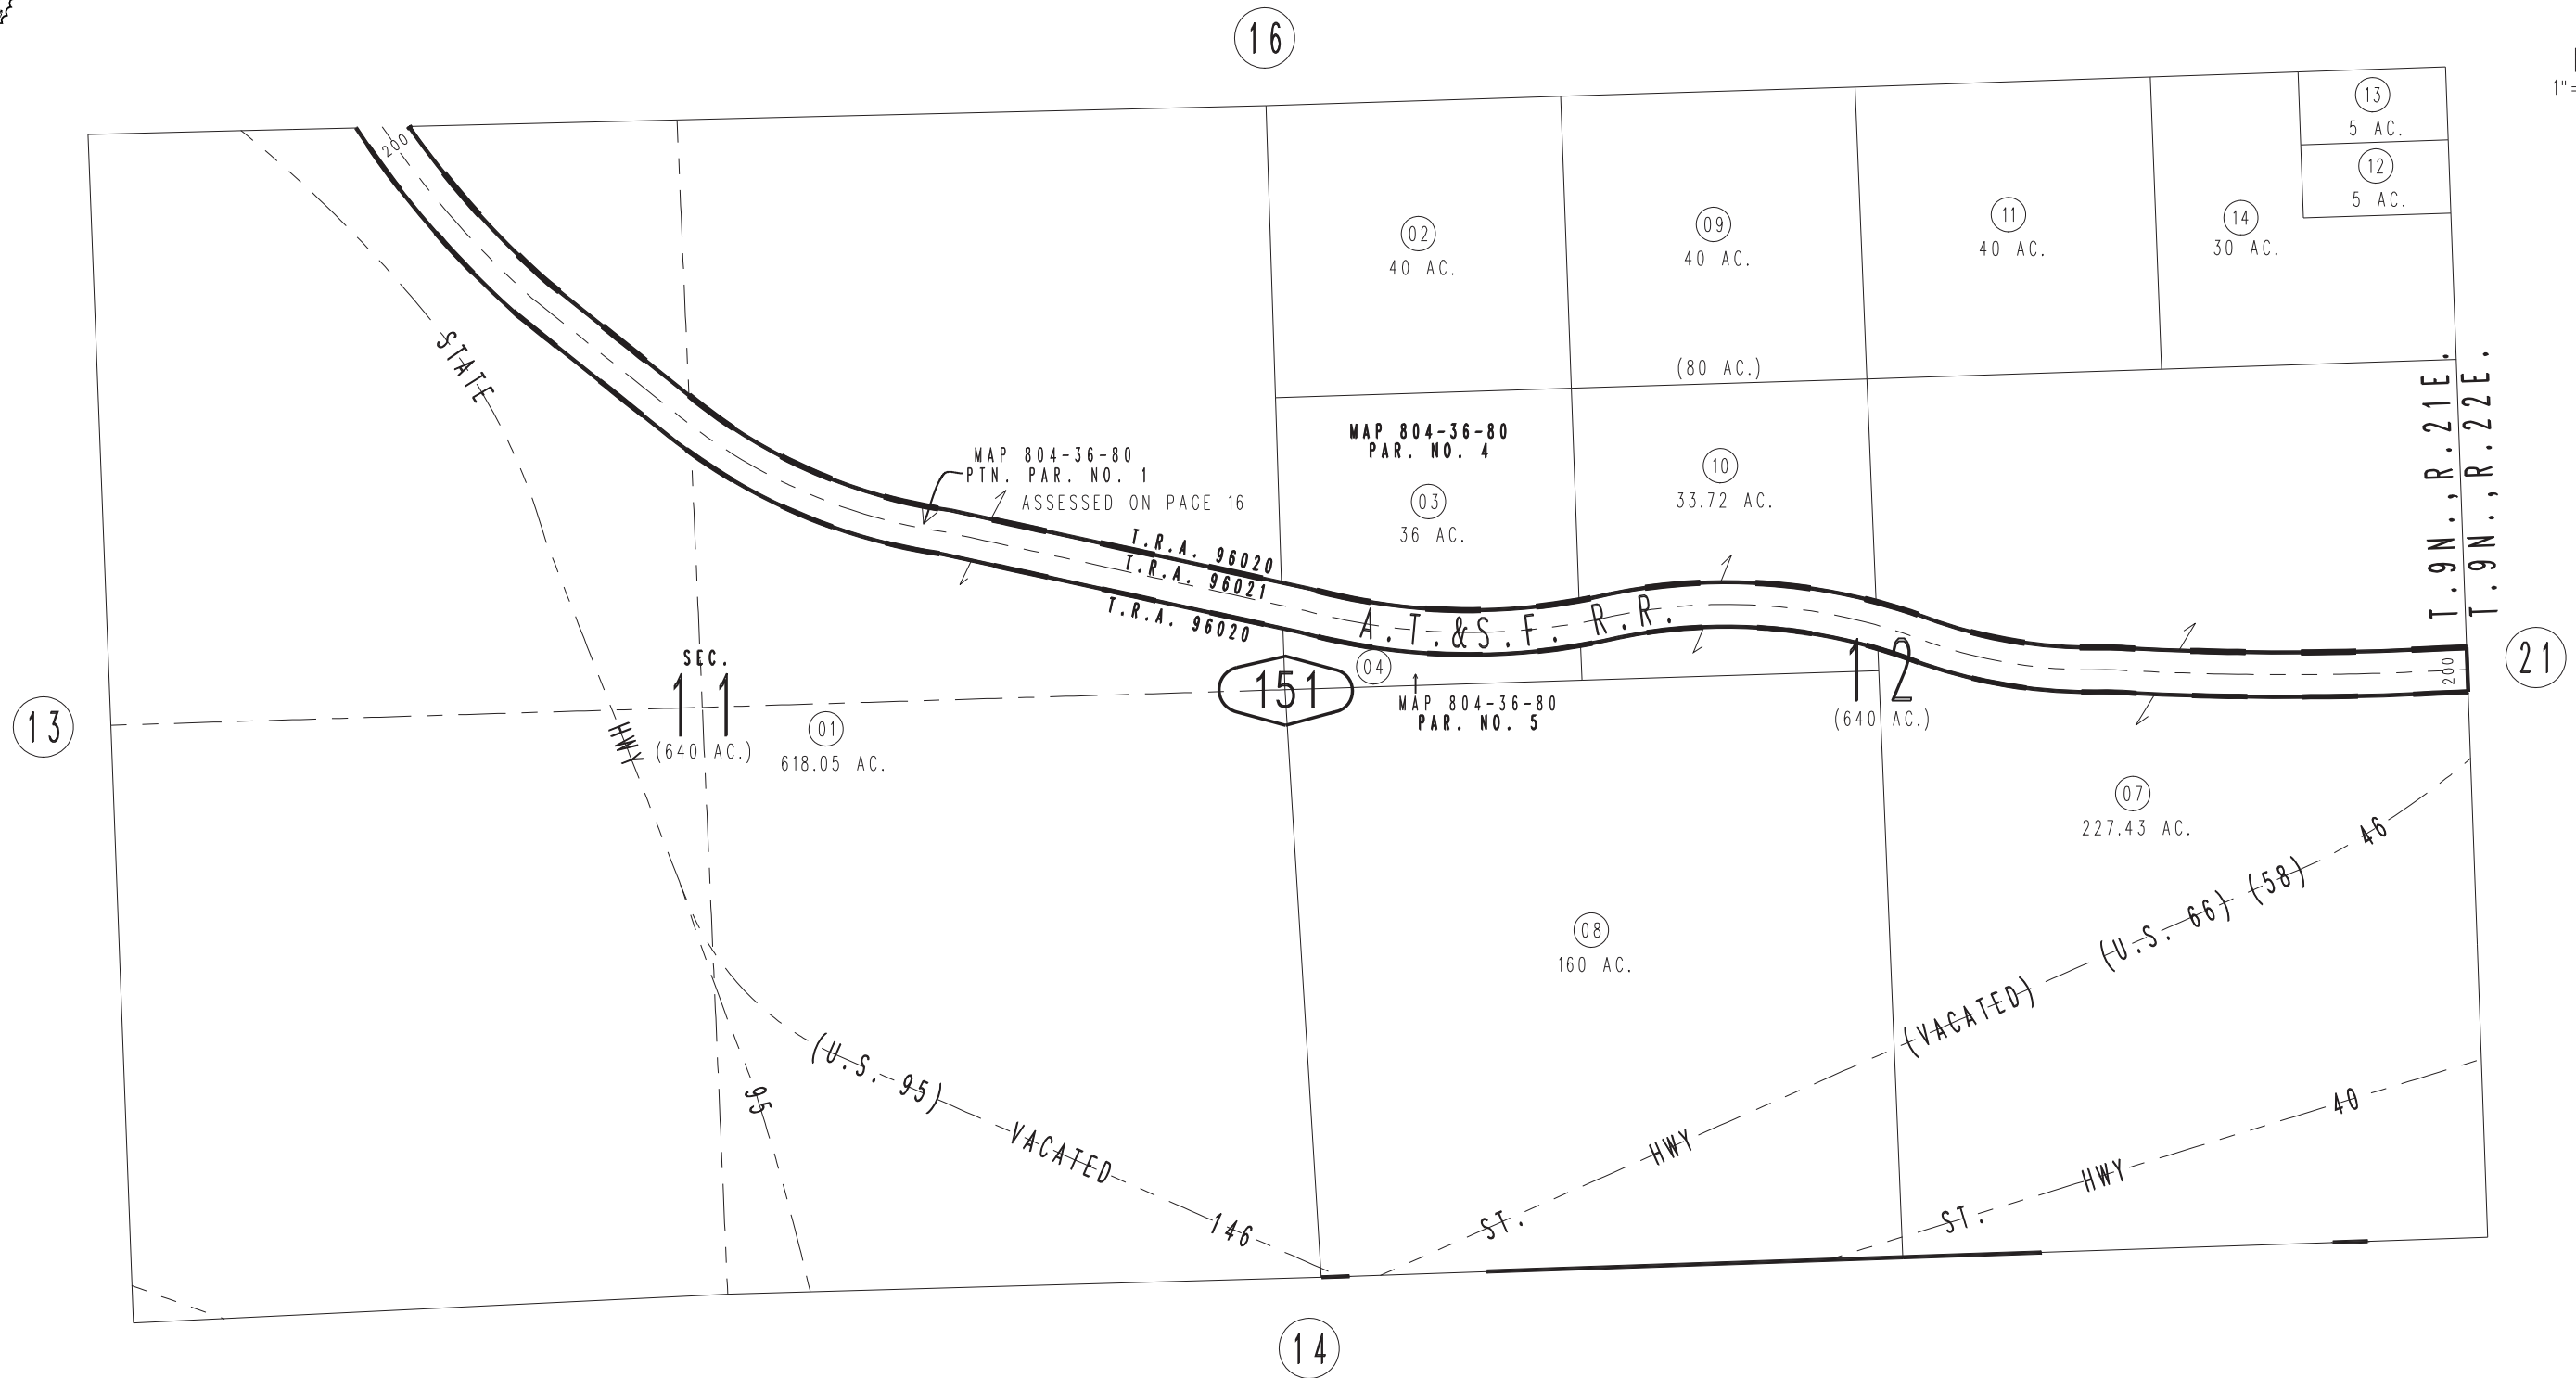 16
1"=
200
13
5 AC.
12
5 AC.
02
40 AC.
09
40 AC.
11
40 AC.
14
30 AC.
(80 AC.)
STATE
HWY
95
MAP 804-36-80
PTN. PAR. NO. 1
ASSESSED ON PAGE 16
MAP 804-36-80
PAR. NO. 4
03
36 AC.
10
33.72 AC.
T.9N.,R.21E.
T.9N.,R.22E.
T.R.A. 96020
T.R.A. 96021
T.R.A. 96020
A.T.&S.F. R.R.
200
21
13
SEC.
11
(640 AC.)
01
618.05 AC.
151
04
MAP 804-36-80
PAR. NO. 5
12
(640 AC.)
07
227.43 AC.
08
160 AC.
(U.S. 95)
VACATED
146
ST. HWY (VACATED) (U.S. 66) (58) 46
ST. HWY 40
14